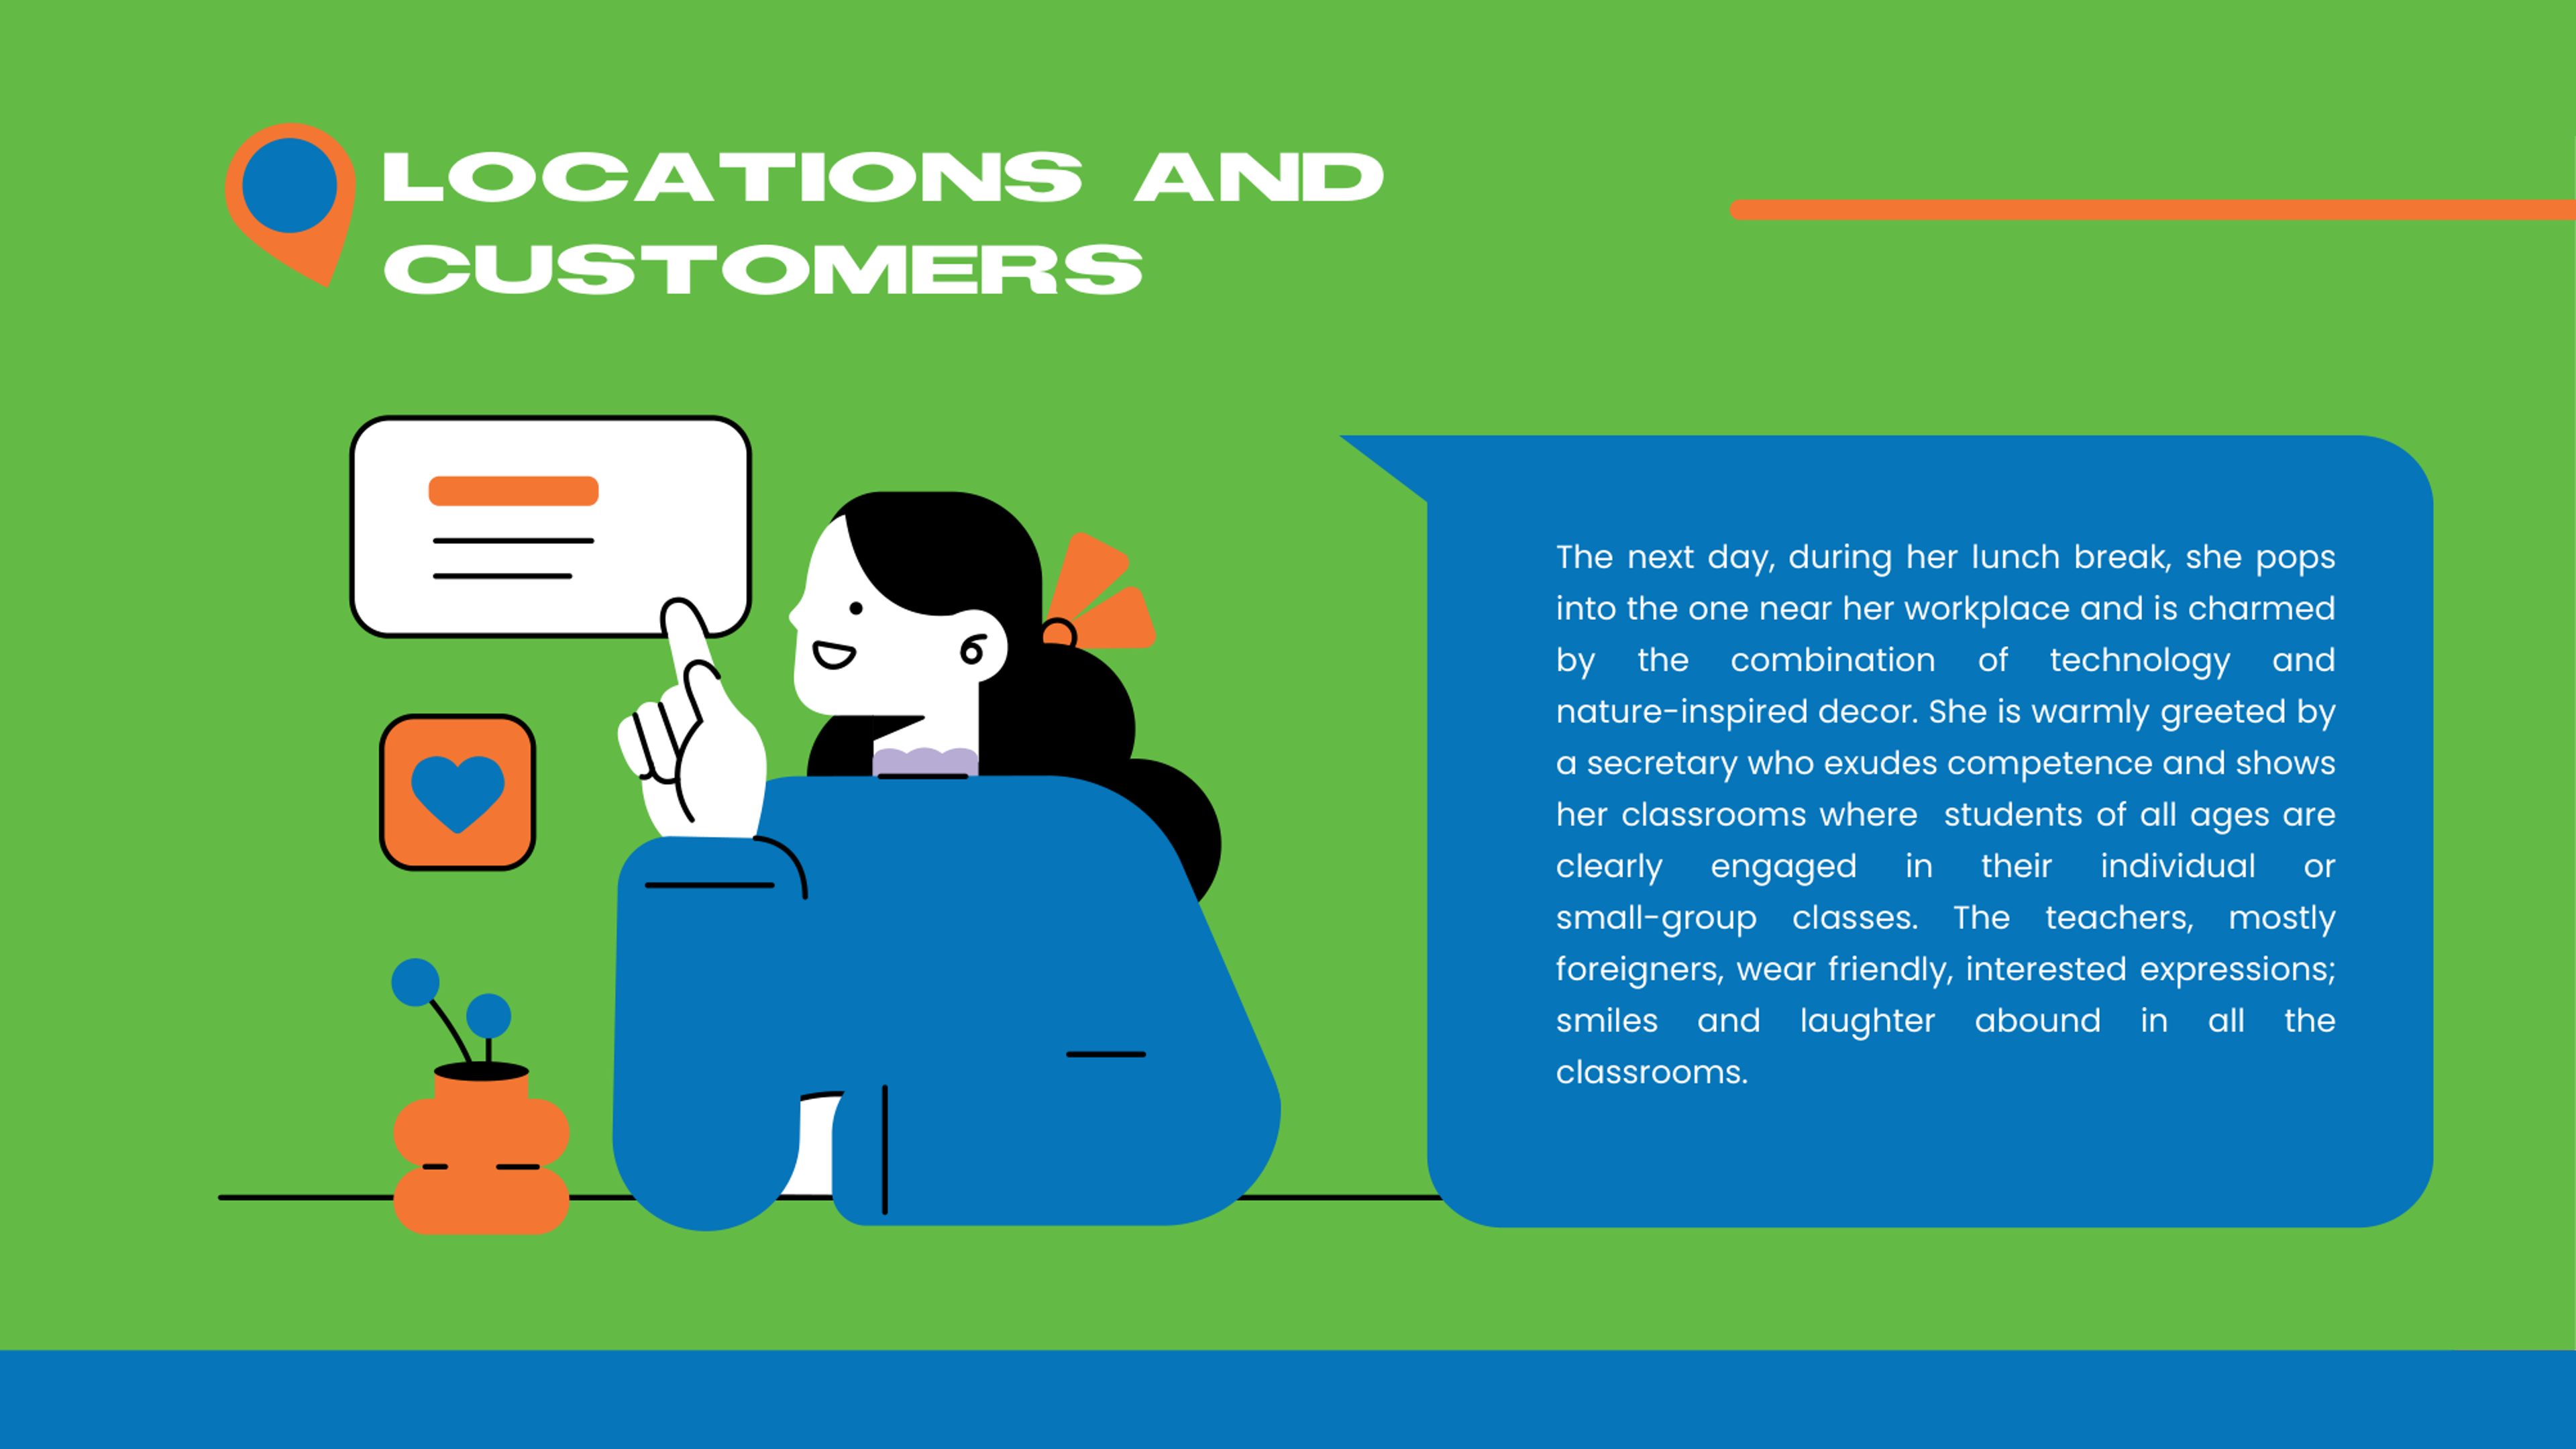 LOCATIONS AND
CUSTOMERS
The next day, during her lunch break, she pops
into the one near her workplace and is charmed
by the combination of technology and
nature-inspired decor. She is warmly greeted by
a secretary who exudes competence and shows
her classrooms where students of all ages are
clearly engaged in their individual or
small-group classes. The teachers, mostly
foreigners, wear friendly, interested expressions;
smiles and laughter abound in all the
classrooms.